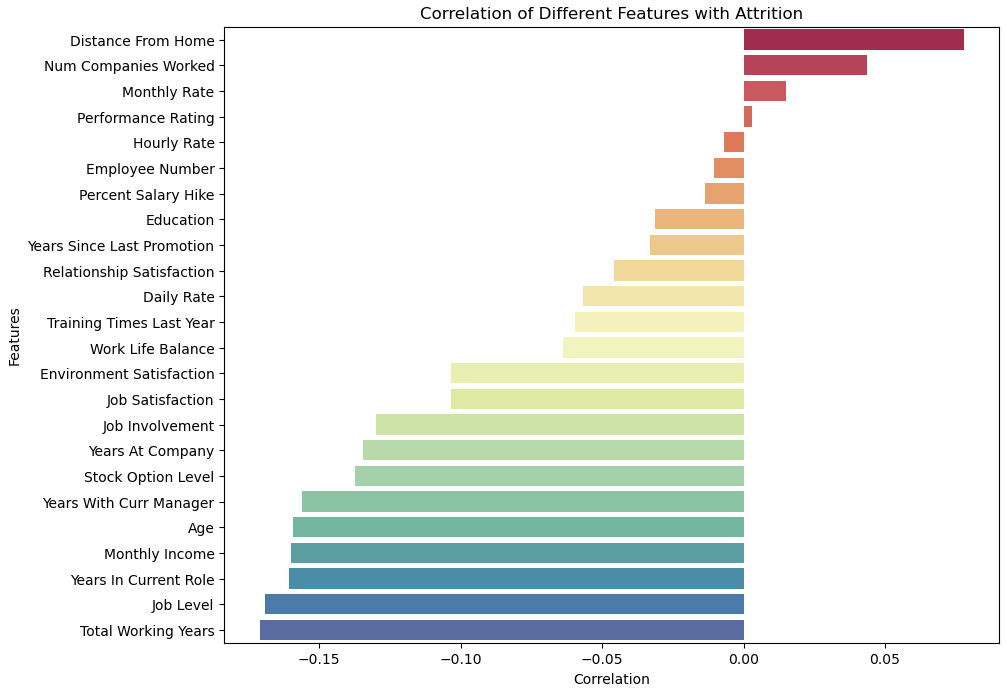 Correlation of Different Features with Attrition
Distance From Home
Num Companies Worked
Monthly Rate
Performance Rating
Hourly Rate
Employee Number
Percent Salary Hike
Education
Years Since Last Promotion
Relationship Satisfaction
Daily Rate
Training Times Last Year
Work Life Balance
Environment Satisfaction
Job Satisfaction
Job Involvement
Years At Company
Stock Option Level
Years With Curr Manager
Age
Monthly Income
Years In Current Role
Job Level
Total Working Years
Features
−0.15 −0.10 −0.05 0.00 0.05
Correlation